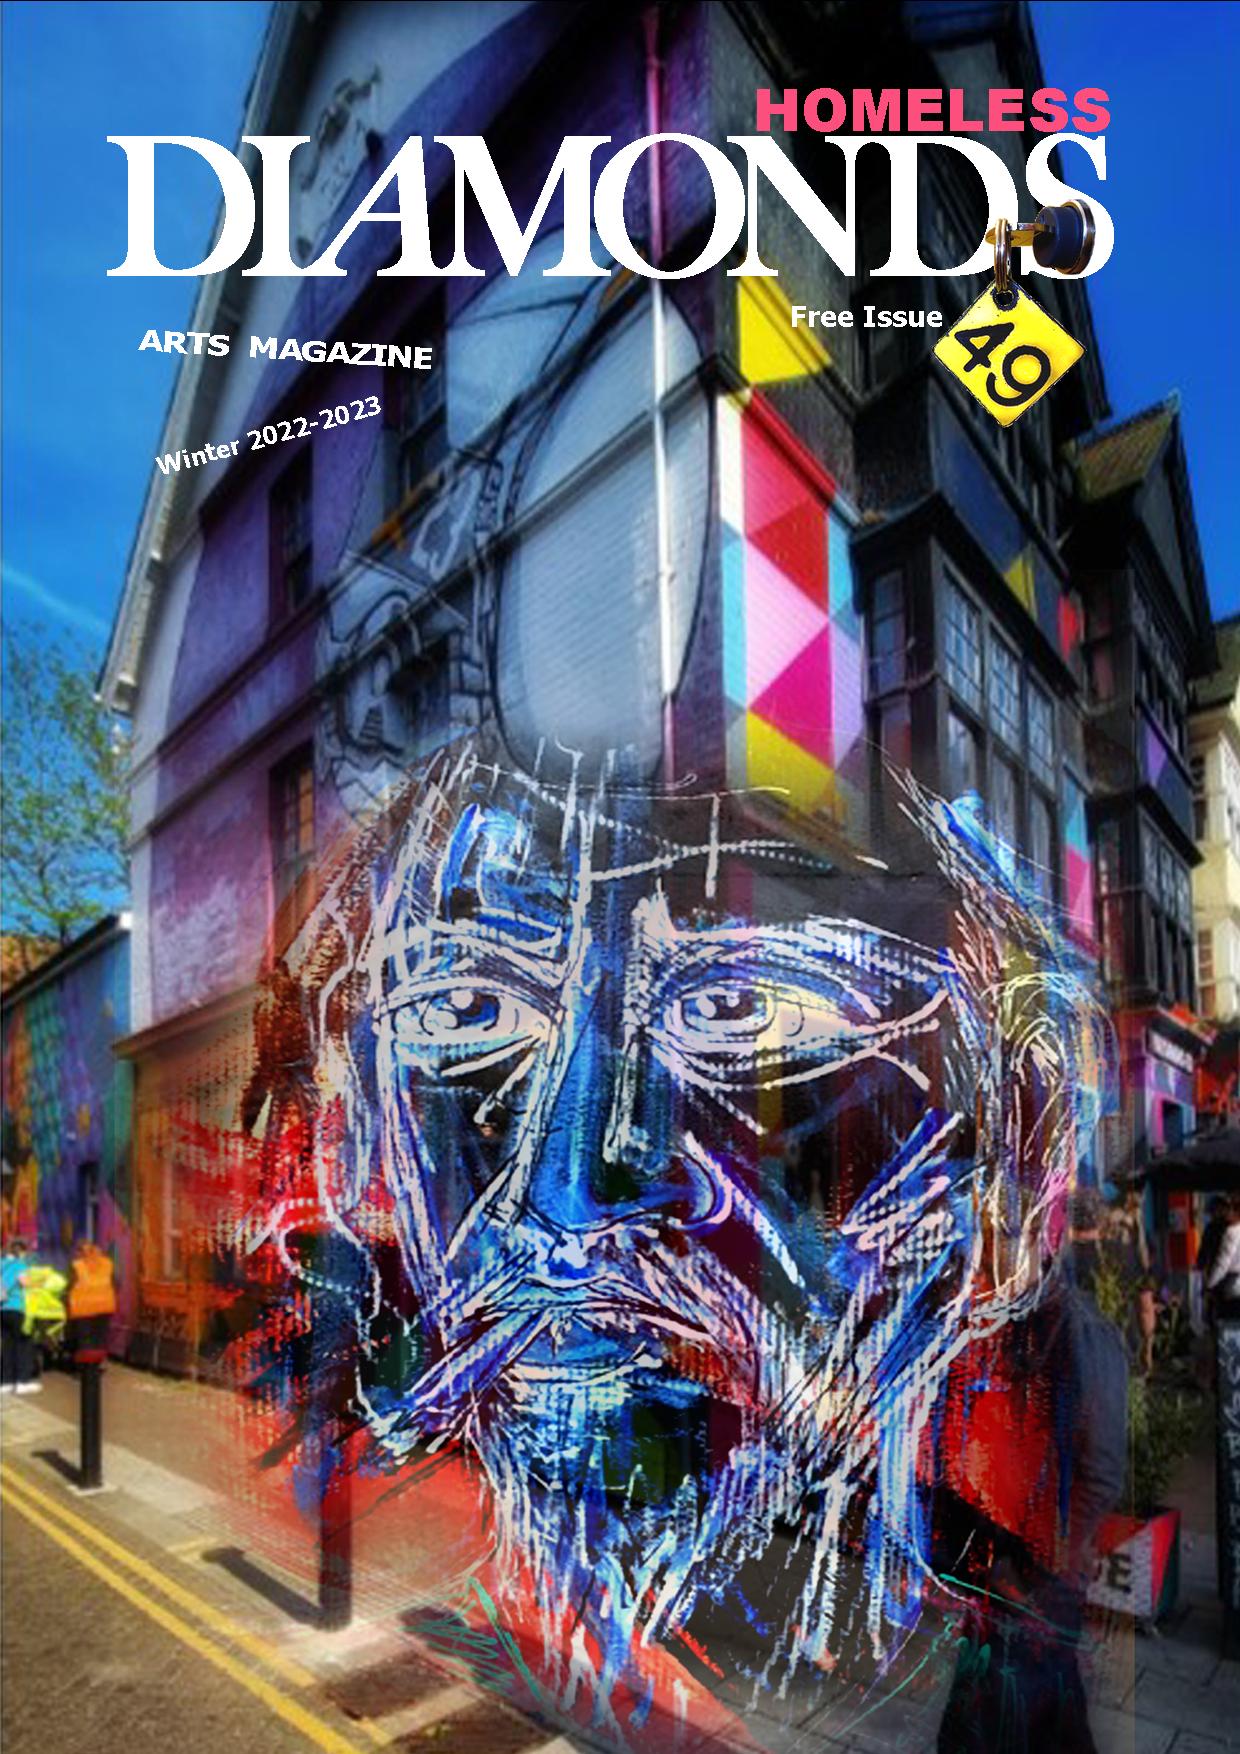 HOMELESS
DIAMONDS
Free Issue
49
ARTS MAGAZINE
Winter 2022-2023